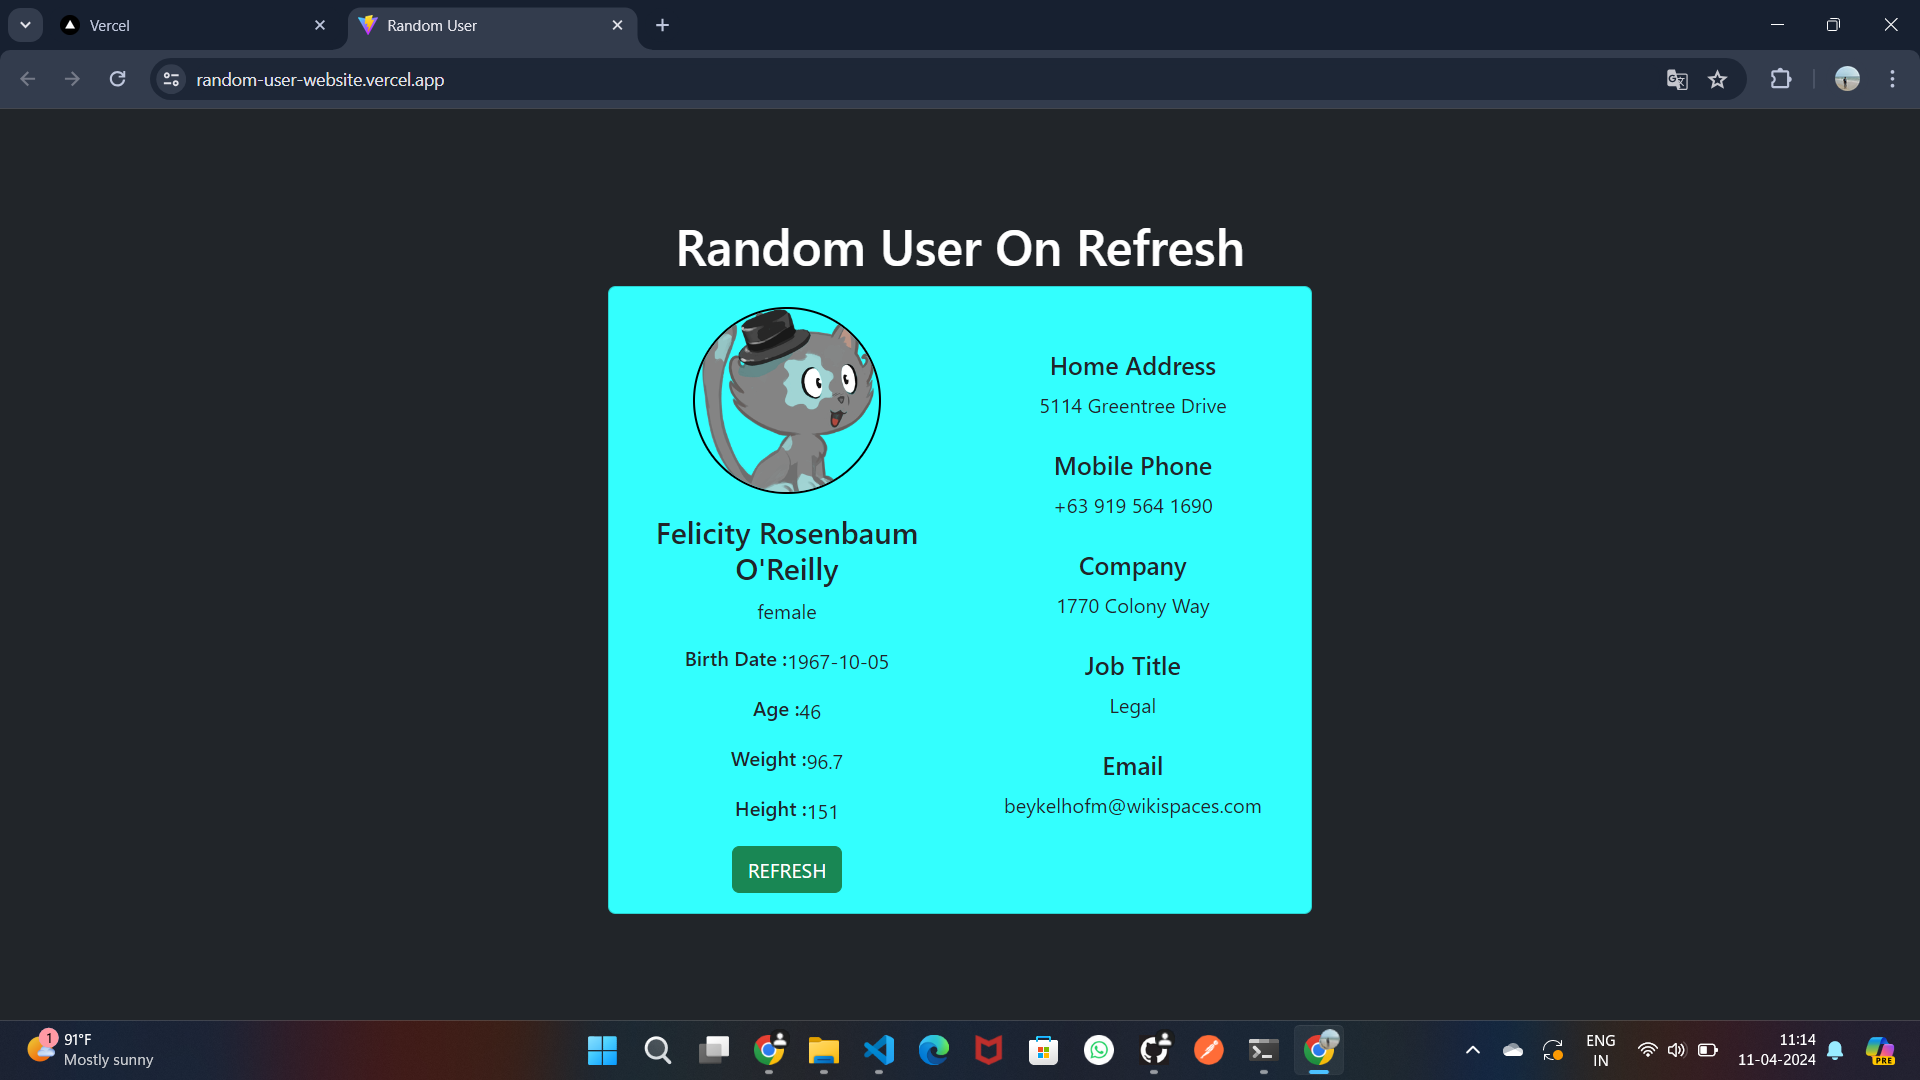 Vercel
Random User
random-user-website.vercel.app
Random User On Refresh
Felicity Rosenbaum
O'Reilly
female
Birth Date :1967-10-05
Age :46
Weight :96.7
Height :151
REFRESH
Home Address
5114 Greentree Drive
Mobile Phone
+63 919 564 1690
Company
1770 Colony Way
Job Title
Legal
Email
beykelhofm@wikispaces.com
1
91°F
Mostly sunny
ENG
IN
11:14
11-04-2024
PRE